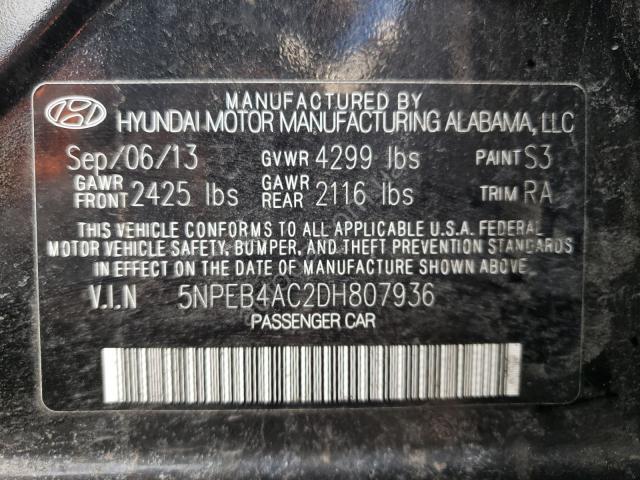 MANUFACTURED BY
HYUNDAI MOTOR MANUFACTURING ALABAMA, LLC
Sep/06/13 GVWR 4299 lbs PAINT S3
GAWR FRONT 2425 lbs GAWR REAR 2116 lbs TRIM RA
THIS VEHICLE CONFORMS TO ALL APPLICABLE U.S.A. FEDERAL
MOTOR VEHICLE SAFETY, BUMPER, AND THEFT PREVENTION STANDARDS
IN EFFECT ON THE DATE OF MANUFACTURE SHOWN ABOVE.
V.I.N 5NPEB4AC2DH807936
PASSENGER CAR